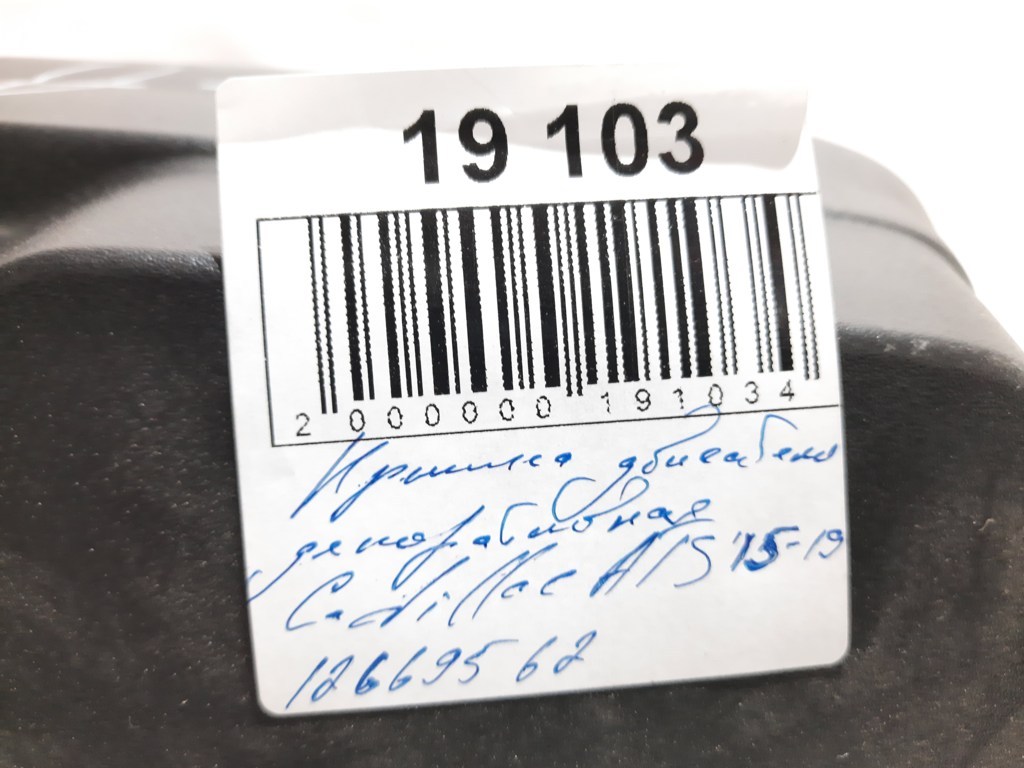 19 103
2 000000 191034
Крышка двигателя
декоративная
Cadillac ATS '15-19
12669562